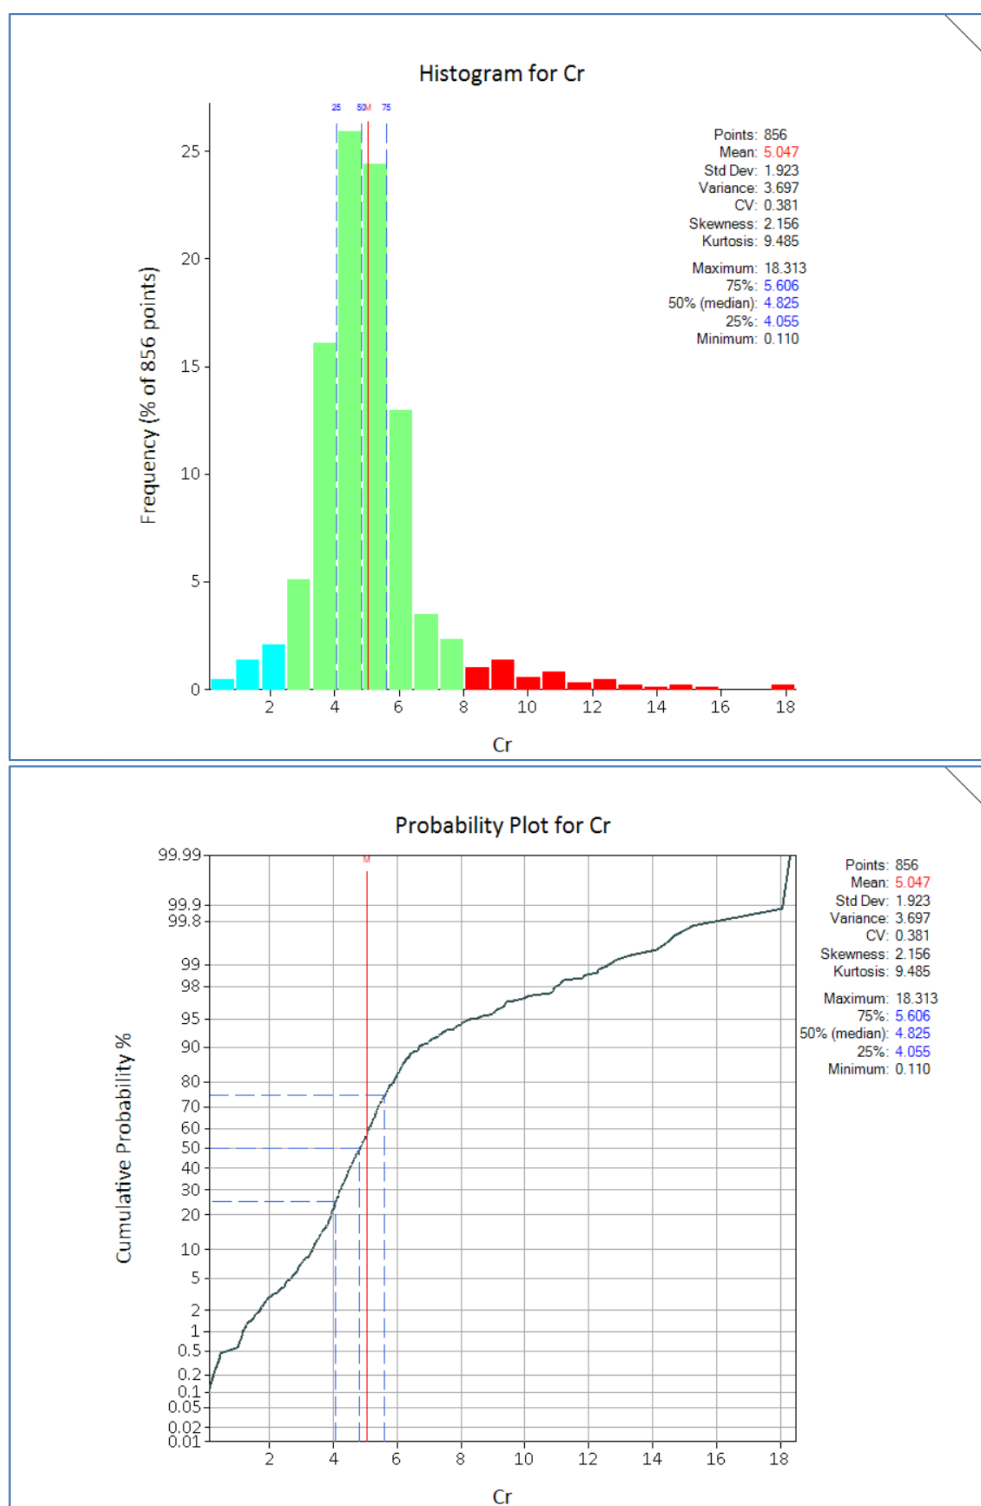 Histogram for Cr
25 50 M 75
Points: 856
Mean: 5.047
Std Dev: 1.923
Variance: 3.697
CV: 0.381
Skewness: 2.156
Kurtosis: 9.485
Maximum: 18.313
75%: 5.606
50% (median): 4.825
25%: 4.055
Minimum: 0.110
Frequency (% of 856 points)
25
20
15
10
5
0
2 4 6 8 10 12 14 16 18
Cr
Probability Plot for Cr
M
Points: 856
Mean: 5.047
Std Dev: 1.923
Variance: 3.697
CV: 0.381
Skewness: 2.156
Kurtosis: 9.485
Maximum: 18.313
75%: 5.606
50% (median): 4.825
25%: 4.055
Minimum: 0.110
Cumulative Probability %
99.99
99.9
99.8
99
98
95
90
80
70
60
50
40
30
20
10
5
2
1
0.5
0.2
0.1
0.05
0.02
0.01
2 4 6 8 10 12 14 16 18
Cr